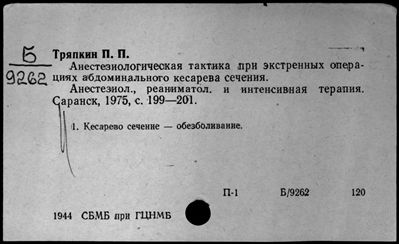 Б
9262
Тряпкин П. П.
Анестезиологическая тактика при экстренных опера-
циях абдоминального кесарева сечения.
Анестезиол., реаниматол. и интенсивная терапия.
Саранск, 1975, с. 199—201.
1. Кесарево сечение — обезболивание.
П-1 Б/9262 120
1944 СБМБ при ГЦНМБ